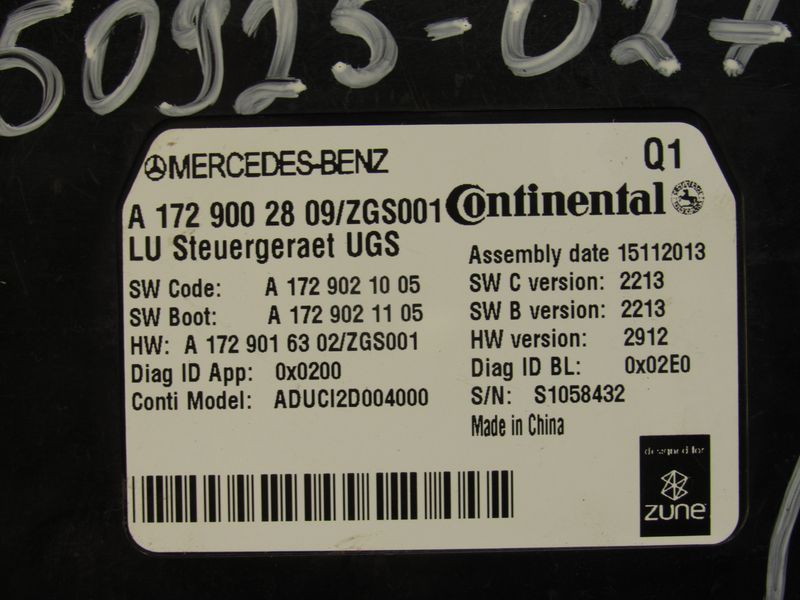 50925-027
MERCEDES-BENZ
Q1
A 172 900 28 09/ZGS001
Continental
LU Steuergeraet UGS
Assembly date 15112013
SW Code: A 172 902 10 05
SW C version: 2213
SW Boot: A 172 902 11 05
SW B version: 2213
HW: A 172 901 63 02/ZGS001
HW version: 2912
Diag ID App: 0x0200
Diag ID BL: 0x02E0
Conti Model: ADUCI2D004000
S/N: S1058432
Made in China
designed for
zune